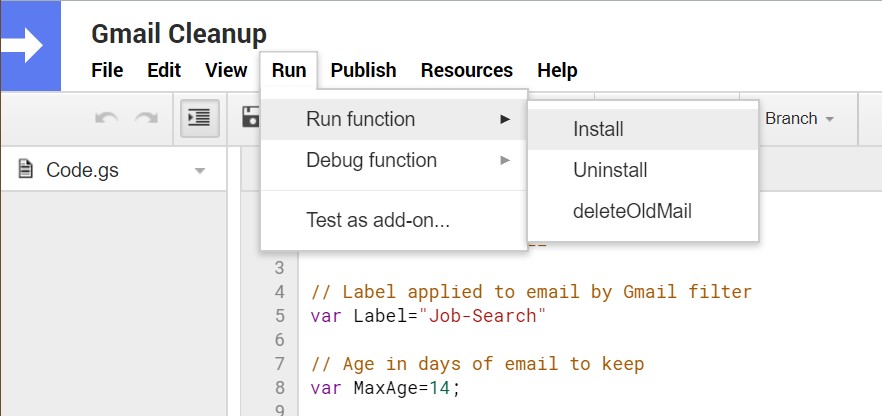 Gmail Cleanup
File Edit View Run Publish Resources Help
Run function
Install
Branch
Debug function
Uninstall
Code.gs
Test as add-on...
deleteOldMail
3
4 // Label applied to email by Gmail filter
5 var Label="Job-Search"
6
7 // Age in days of email to keep
8 var MaxAge=14;
9